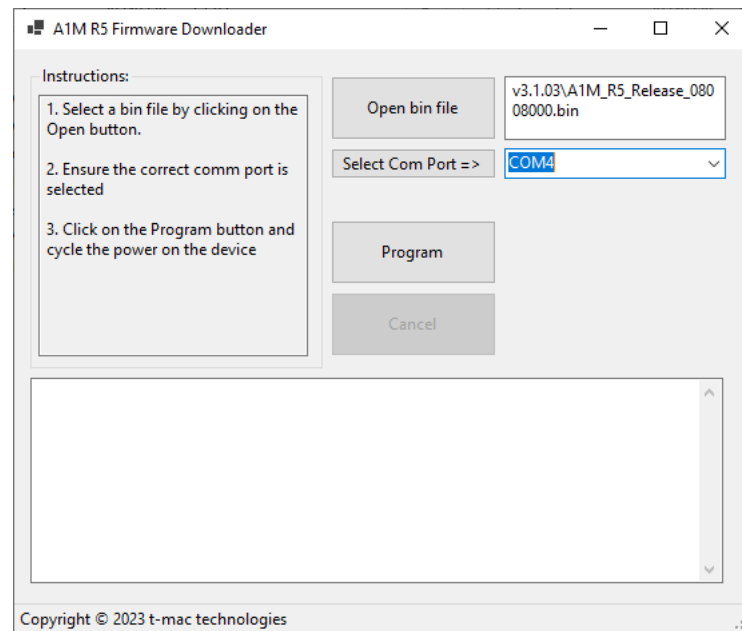 A1M R5 Firmware Downloader
Instructions:
1. Select a bin file by clicking on the
Open button.
2. Ensure the correct comm port is
selected
3. Click on the Program button and
cycle the power on the device
Open bin file
v3.1.03\A1M_R5_Release_080
08000.bin
Select Com Port =>
COM4
Program
Cancel
Copyright © 2023 t-mac technologies